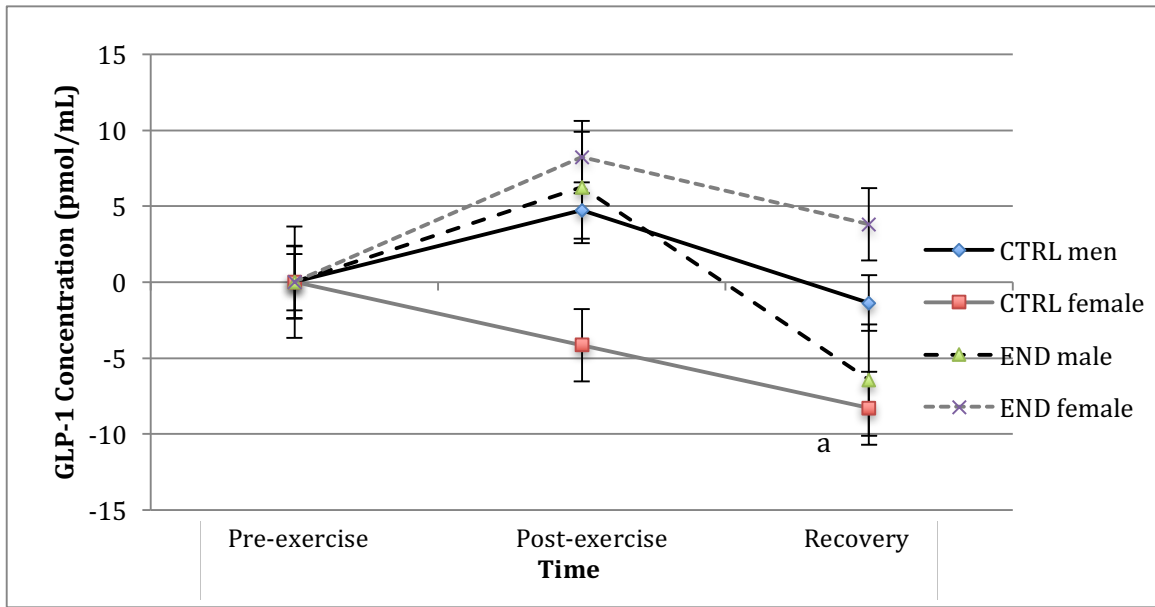 GLP-1 Concentration (pmol/mL)
15
10
5
0
-5
-10
-15
a
Pre-exercise Post-exercise Recovery
Time
CTRL men
CTRL female
END male
END female